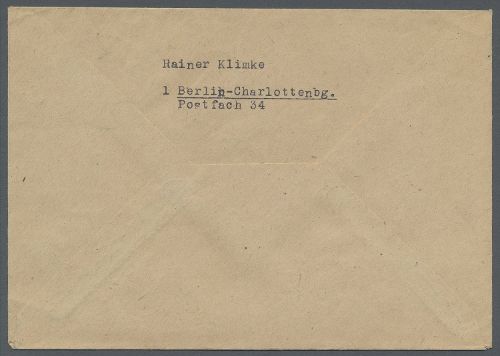 Rainer Klimke
1 Berlin-Charlottenbg.
Postfach 34